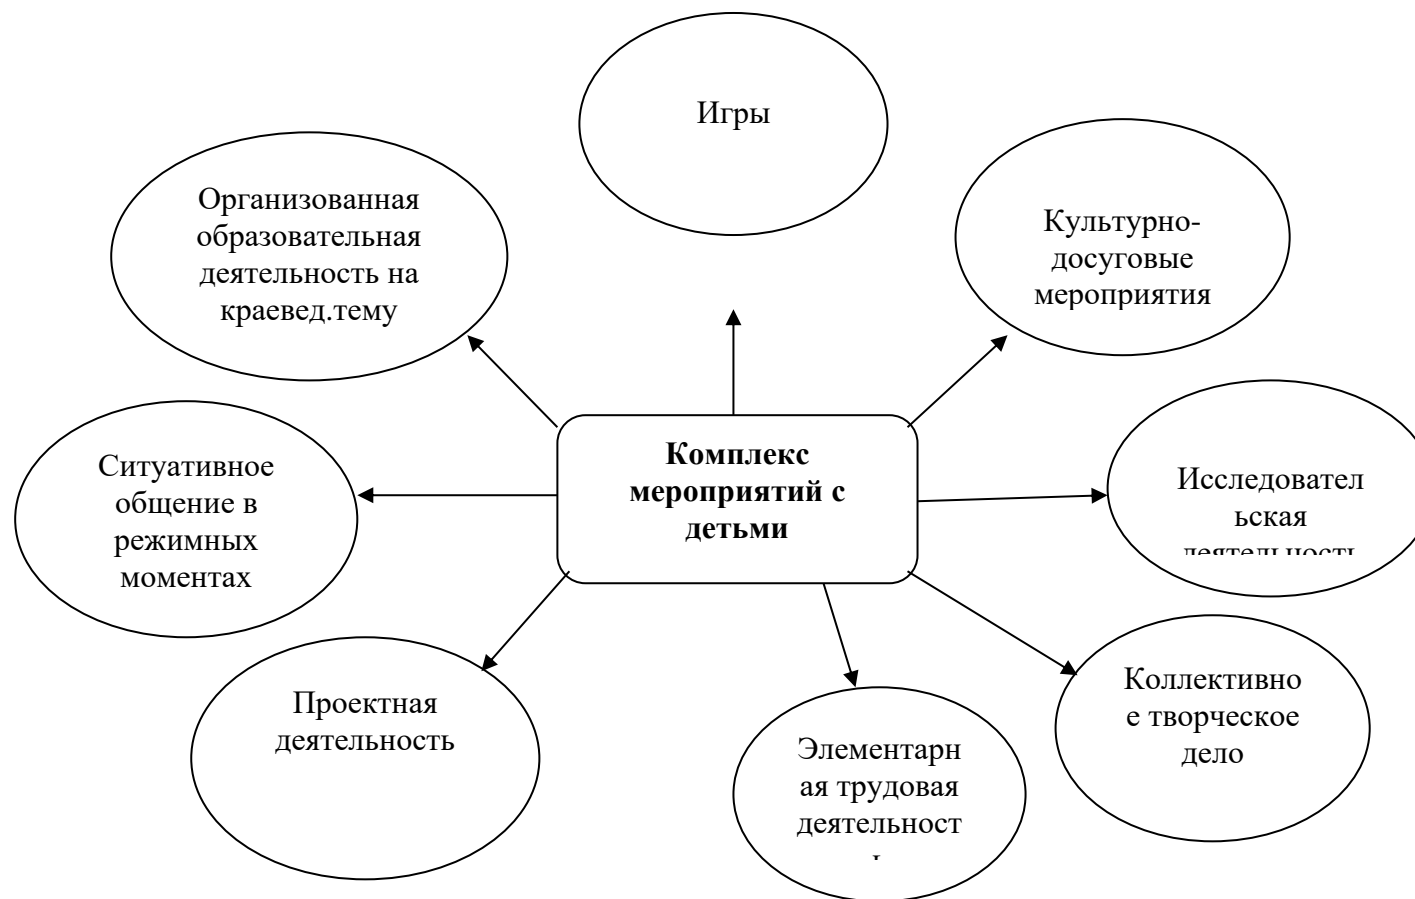 Игры
Организованная
образовательная
деятельность на
краевед.тему
Культурно-
досуговые
мероприятия
Ситуативное
общение в
режимных
моментах
Комплекс
мероприятий с
детьми
Исследовател
ьская
деятельность
Проектная
деятельность
Элементарн
ая трудовая
деятельност
ь
Коллективно
е творческое
дело